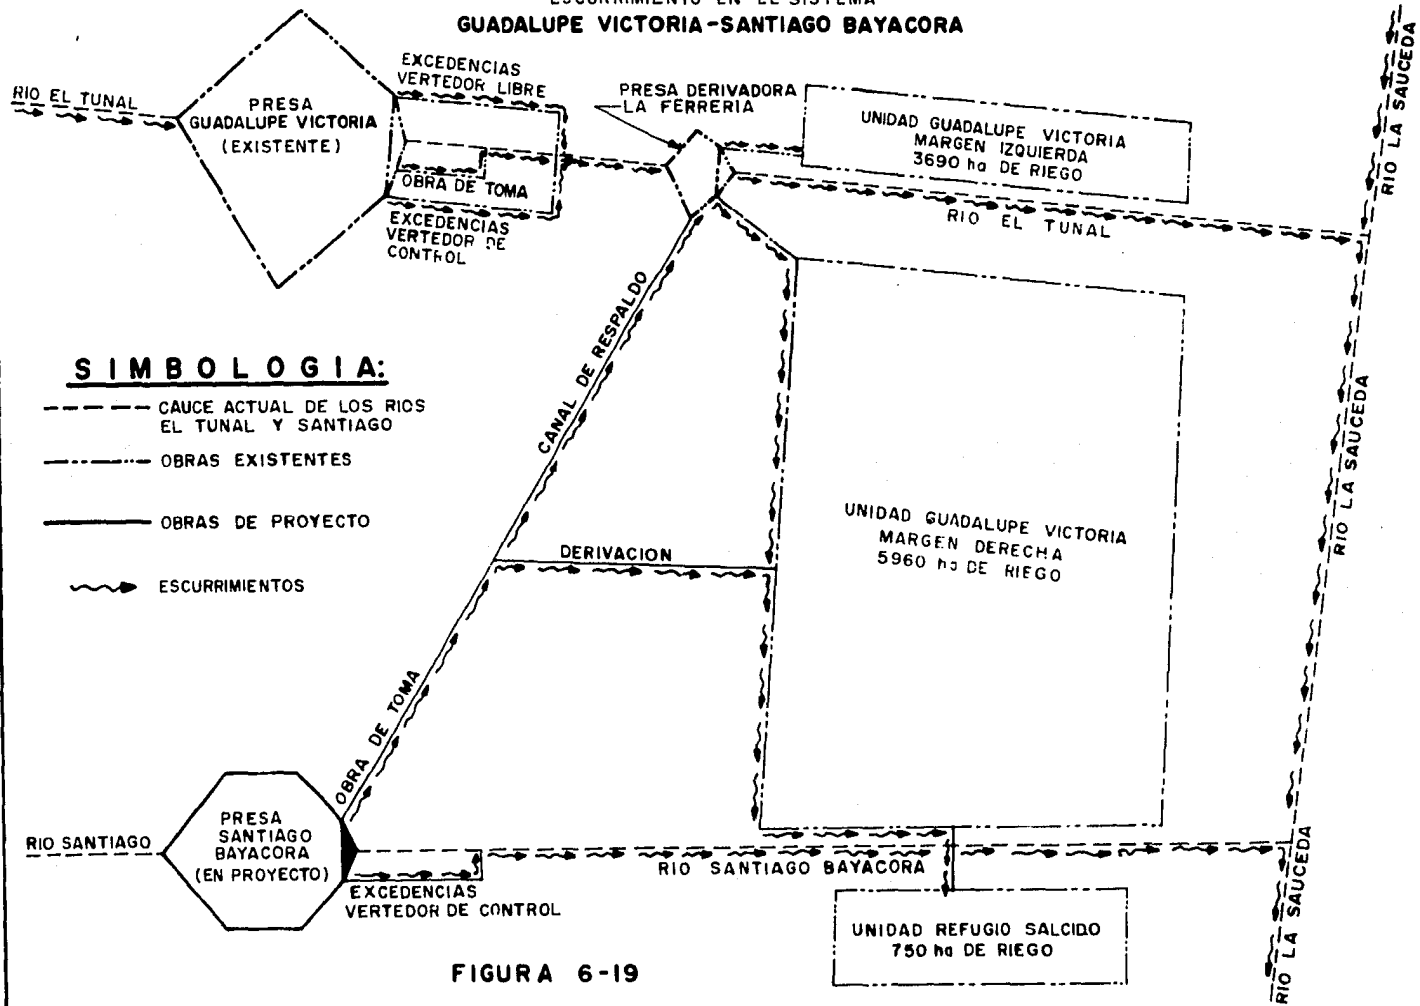 ESCURRIMIENTO EN EL SISTEMA
GUADALUPE VICTORIA-SANTIAGO BAYACORA
RIO EL TUNAL
PRESA
GUADALUPE VICTORIA
(EXISTENTE)
EXCEDENCIAS
VERTEDOR LIBRE
OBRA DE TOMA
EXCEDENCIAS
VERTEDOR DE
CONTROL
PRESA DERIVADORA
LA FERRERIA
UNIDAD GUADALUPE VICTORIA
MARGEN IZQUIERDA
3690 ha DE RIEGO
RIO EL TUNAL
RIO LA SAUCEDA
SIMBOLOGIA:
CAUCE ACTUAL DE LOS RIOS
EL TUNAL Y SANTIAGO
OBRAS EXISTENTES
OBRAS DE PROYECTO
ESCURRIMIENTOS
CANAL DE RESPALDO
DERIVACION
OBRA DE TOMA
UNIDAD GUADALUPE VICTORIA
MARGEN DERECHA
5960 ha DE RIEGO
RIO LA SAUCEDA
RIO SANTIAGO
PRESA
SANTIAGO
BAYACORA
(EN PROYECTO)
EXCEDENCIAS
VERTEDOR DE CONTROL
RIO SANTIAGO BAYACORA
UNIDAD REFUGIO SALCIDO
750 ha DE RIEGO
RIO LA SAUCEDA
FIGURA 6-19